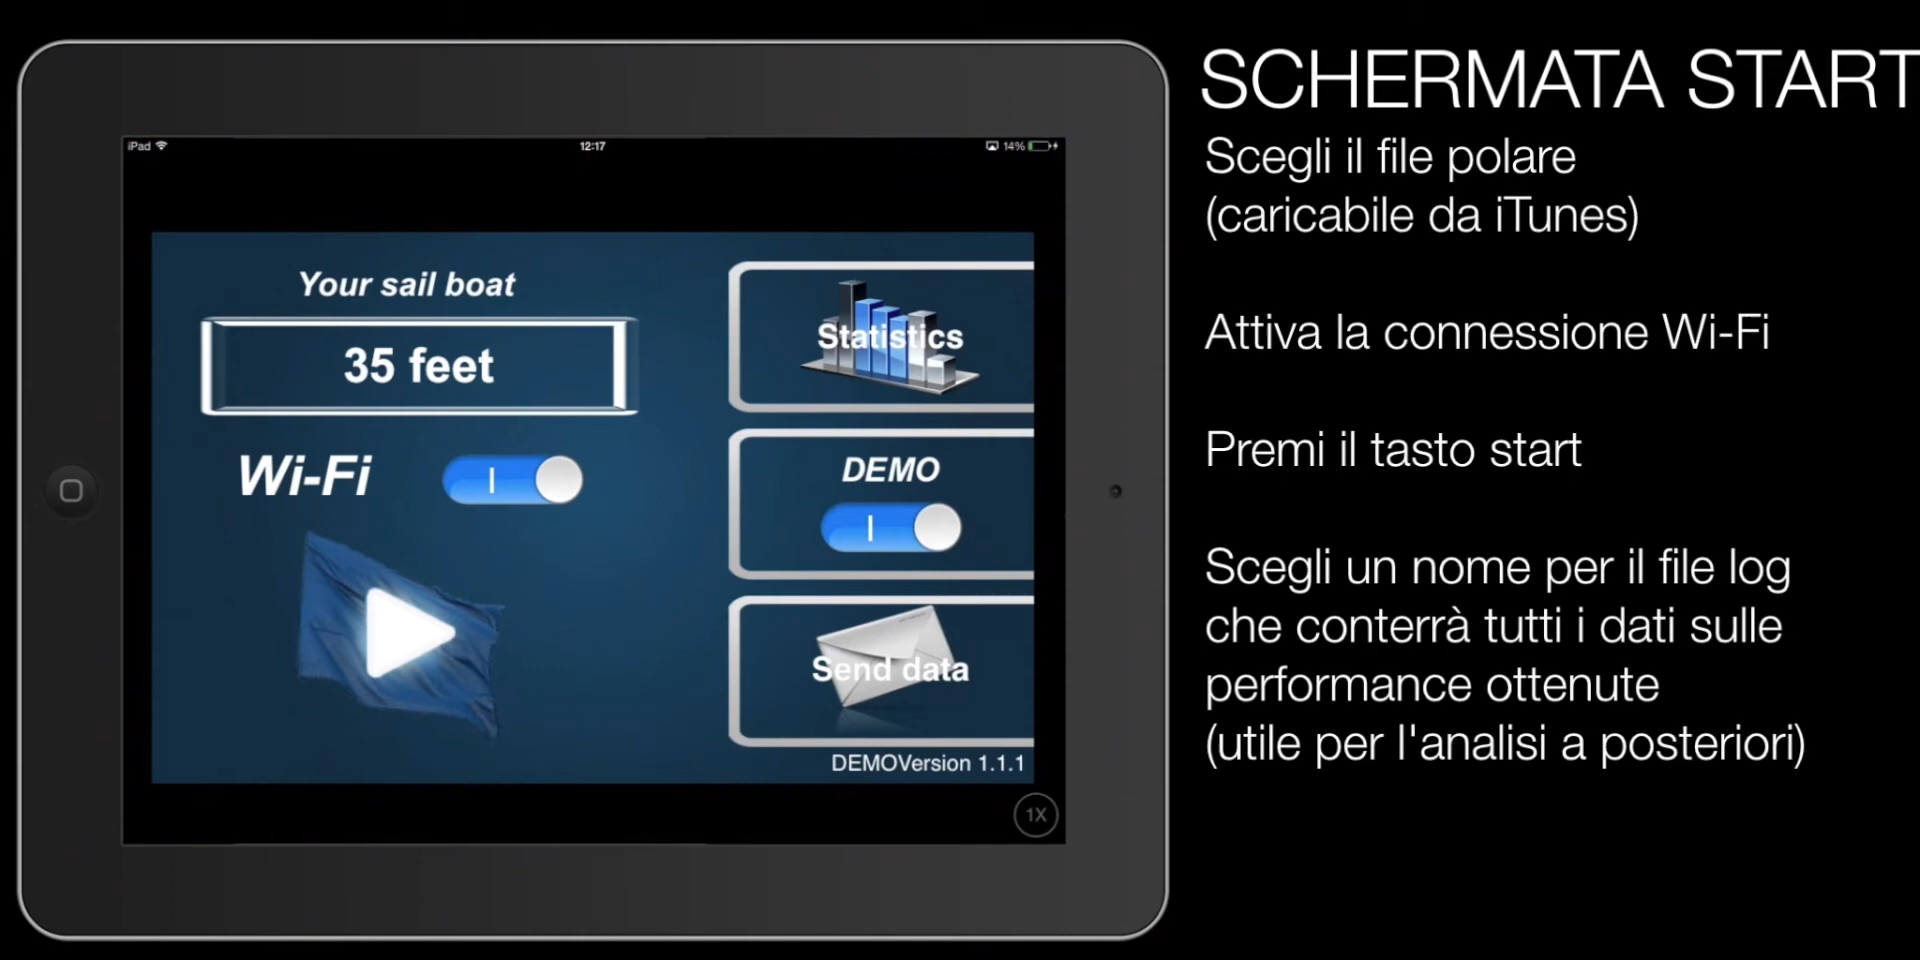 SCHERMATA START
Scegli il file polare
(caricabile da iTunes)
Attiva la connessione Wi-Fi
Premi il tasto start
Scegli un nome per il file log
che conterrà tutti i dati sulle
performance ottenute
(utile per l'analisi a posteriori)
iPad
12:17
14%
Your sail boat
35 feet
Wi-Fi
Statistics
DEMO
Send data
DEMOVersion 1.1.1
1X